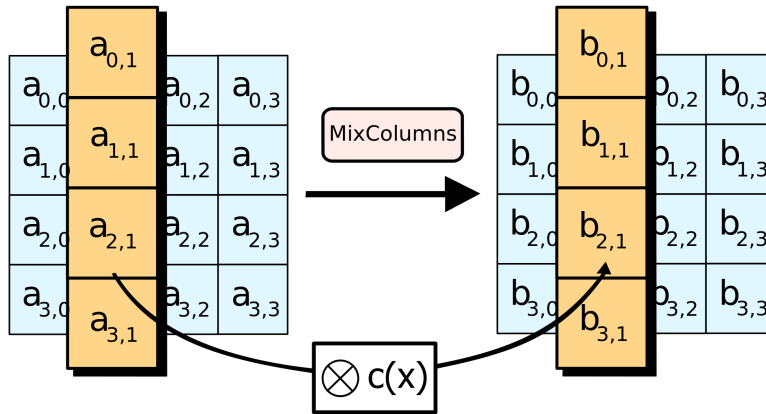 a0,1
a0,0 a0,2 a0,3
a1,1
a1,0 a1,2 a1,3
a2,1
a2,0 a2,2 a2,3
a3,1
a3,0 a3,2 a3,3
MixColumns
b0,1
b0,0 b0,2 b0,3
b1,1
b1,0 b1,2 b1,3
b2,1
b2,0 b2,2 b2,3
b3,1
b3,0 b3,2 b3,3
⊗ c(x)